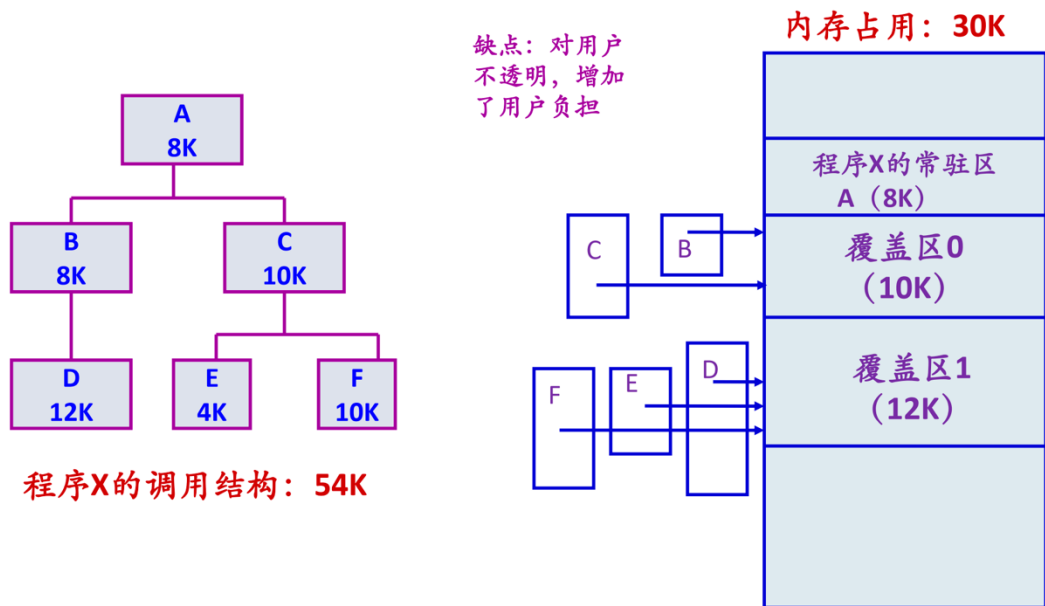 内存占用：30K
缺点：对用户
不透明，增加
了用户负担
A
8K
B
8K
C
10K
D
12K
E
4K
F
10K
程序X的调用结构：54K
程序X的常驻区
A（8K）
C
B
覆盖区0
（10K）
F
E
D
覆盖区1
（12K）